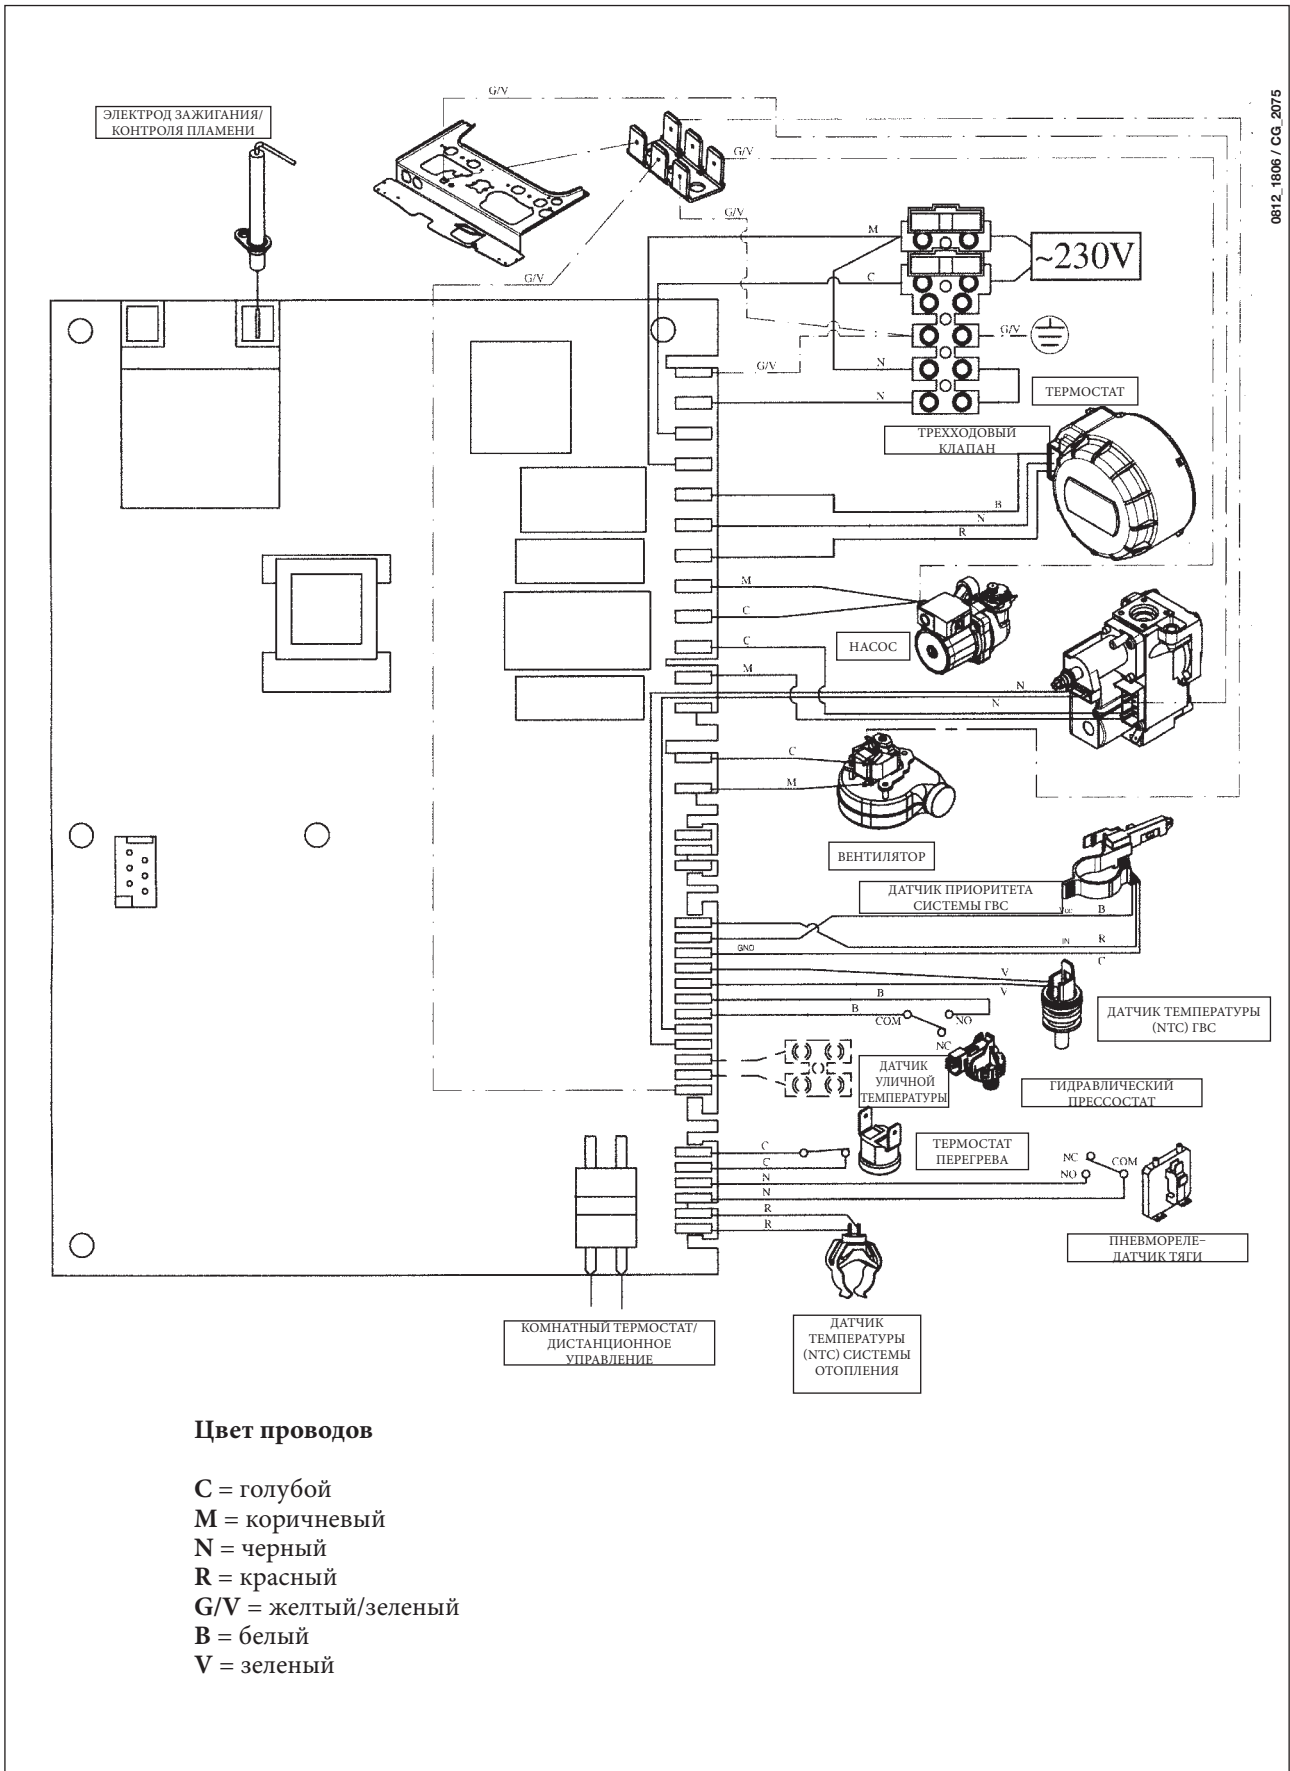 G/V
0812_1806 / CG_2075
ЭЛЕКТРОД ЗАЖИГАНИЯ/
КОНТРОЛЯ ПЛАМЕНИ
G/V
G/V
M
~230V
G/V
C
G/V
G/V
N
ТЕРМОСТАТ
N
ТРЕХХОДОВЫЙ
КЛАПАН
B
N
R
M
C
НАСОС
C
M
N
N
C
M
ВЕНТИЛЯТОР
ДАТЧИК ПРИОРИТЕТА
СИСТЕМЫ ГВС
Vcc
B
GND
IN
R
C
V
V
B
B
COM
NO
NC
ДАТЧИК ТЕМПЕРАТУРЫ
(NTC) ГВС
ДАТЧИК
УЛИЧНОЙ
ТЕМПЕРАТУРЫ
ГИДРАВЛИЧЕСКИЙ
ПРЕССОСТАТ
C
C
N
N
R
R
ТЕРМОСТАТ
ПЕРЕГРЕВА
NC
COM
NO
ПНЕВМОРЕЛЕ-
ДАТЧИК ТЯГИ
КОМНАТНЫЙ ТЕРМОСТАТ/
ДИСТАНЦИОННОЕ
УПРАВЛЕНИЕ
ДАТЧИК
ТЕМПЕРАТУРЫ
(NTC) СИСТЕМЫ
ОТОПЛЕНИЯ
Цвет проводов
C = голубой
M = коричневый
N = черный
R = красный
G/V = желтый/зеленый
B = белый
V = зеленый